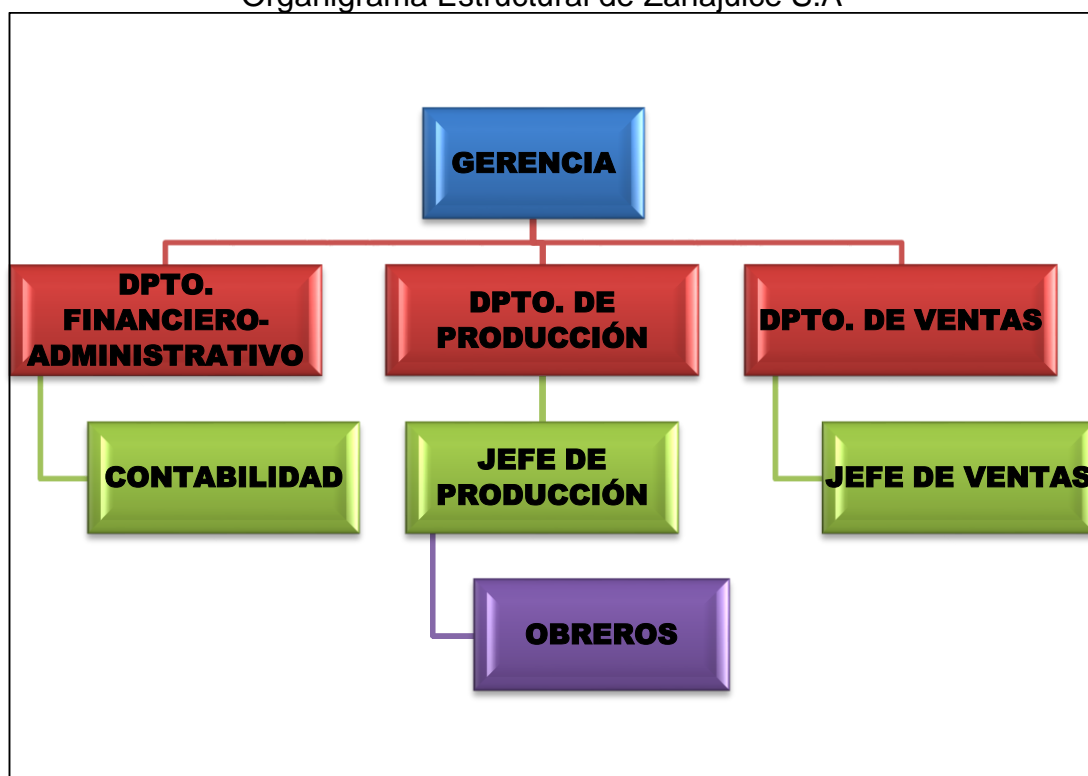 Organigrama Estructural de Zanajuice S.A
GERENCIA
DPTO.
FINANCIERO-
ADMINISTRATIVO
DPTO. DE
PRODUCCIÓN
DPTO. DE VENTAS
CONTABILIDAD
JEFE DE
PRODUCCIÓN
JEFE DE VENTAS
OBREROS